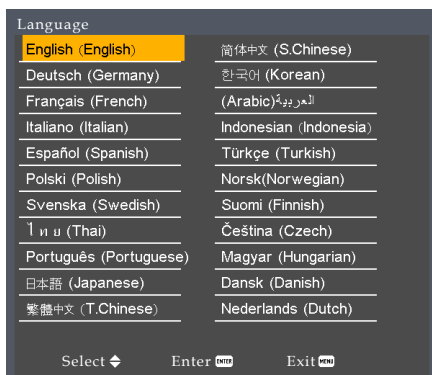 Language
English (English)
Deutsch (Germany)
Français (French)
Italiano (Italian)
Español (Spanish)
Polski (Polish)
Svenska (Swedish)
ไทย (Thai)
Português (Portuguese)
日本語 (Japanese)
繁體中文 (T.Chinese)
简体中文 (S.Chinese)
한국어 (Korean)
(Arabic)العربية
Indonesian (Indonesia)
Türkçe (Turkish)
Norsk(Norwegian)
Suomi (Finnish)
Čeština (Czech)
Magyar (Hungarian)
Dansk (Danish)
Nederlands (Dutch)
Select Enter ENTER Exit MENU